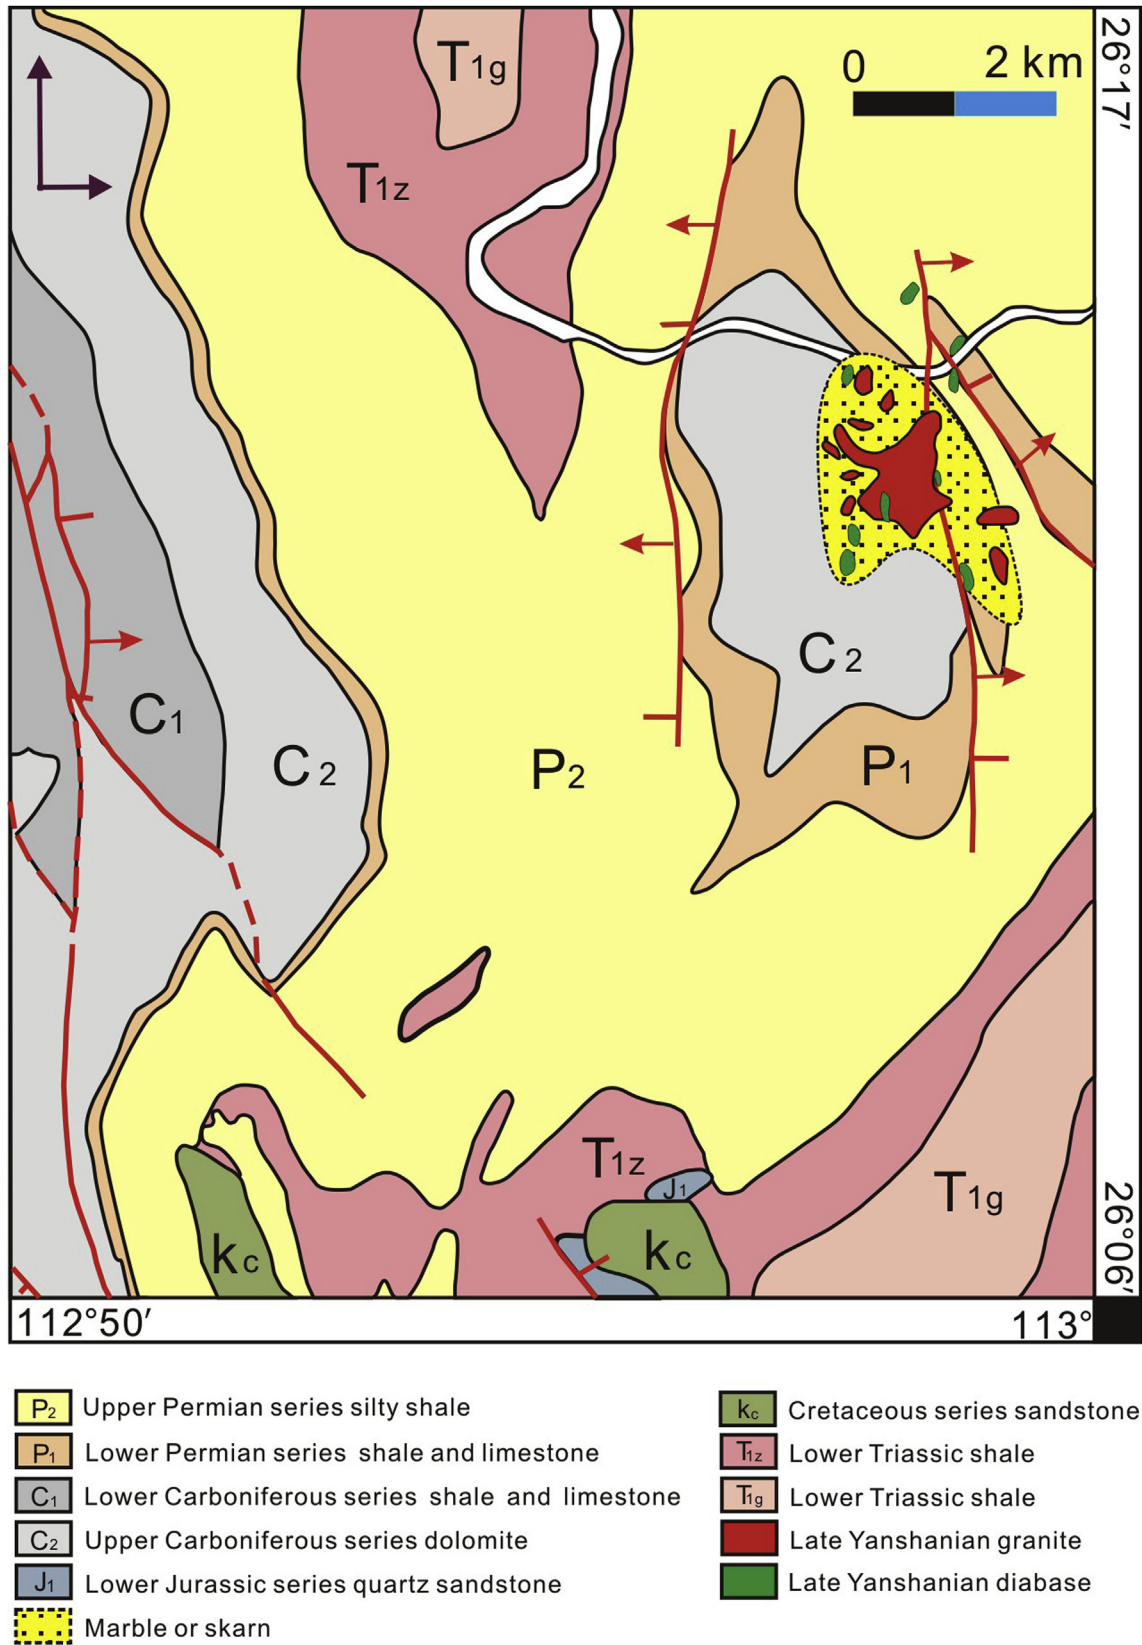 T1g
0 2 km
26°17′
T1z
C1
C2
P2
C2
P1
T1z
J1
T1g
kc
kc
26°06′
112°50′
113°
P2 Upper Permian series silty shale
P1 Lower Permian series shale and limestone
C1 Lower Carboniferous series shale and limestone
C2 Upper Carboniferous series dolomite
J1 Lower Jurassic series quartz sandstone
Marble or skarn
kc Cretaceous series sandstone
T1z Lower Triassic shale
T1g Lower Triassic shale
Late Yanshanian granite
Late Yanshanian diabase